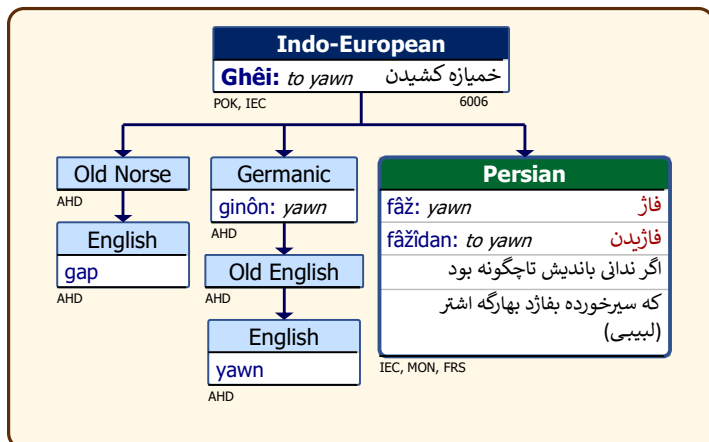 Indo-European
Ghêi: to yawn خمیازه کشیدن
POK, IEC 6006
Old Norse
AHD
English
gap
AHD
Germanic
ginôn: yawn
AHD
Old English
AHD
English
yawn
AHD
Persian
fâž: yawn فاژ
fâžîdan: to yawn فاژیدن
اگر ندانی باندیش تاچگونه بود
که سیرخورده بفاژد بهارگه اشتر
(لبیبی)
IEC, MON, FRS